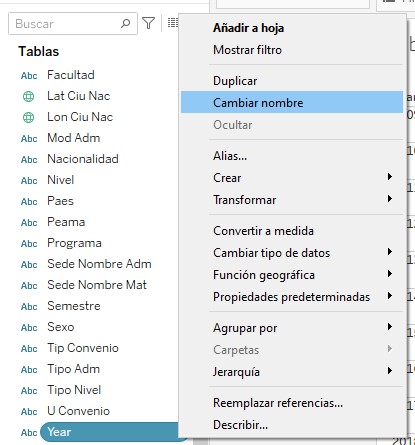 Buscar
Tablas
Abc Facultad
Lat Ciu Nac
Lon Ciu Nac
Abc Mod Adm
Abc Nacionalidad
Abc Nivel
Abc Paes
Abc Peama
Abc Programa
Abc Sede Nombre Adm
Abc Sede Nombre Mat
Abc Semestre
Abc Sexo
Abc Tip Convenio
Abc Tipo Adm
Abc Tipo Nivel
Abc U Convenio
Abc Year
Añadir a hoja
Mostrar filtro
Duplicar
Cambiar nombre
Ocultar
Alias...
Crear
Transformar
Convertir a medida
Cambiar tipo de datos
Función geográfica
Propiedades predeterminadas
Agrupar por
Carpetas
Jerarquía
Reemplazar referencias...
Describir...